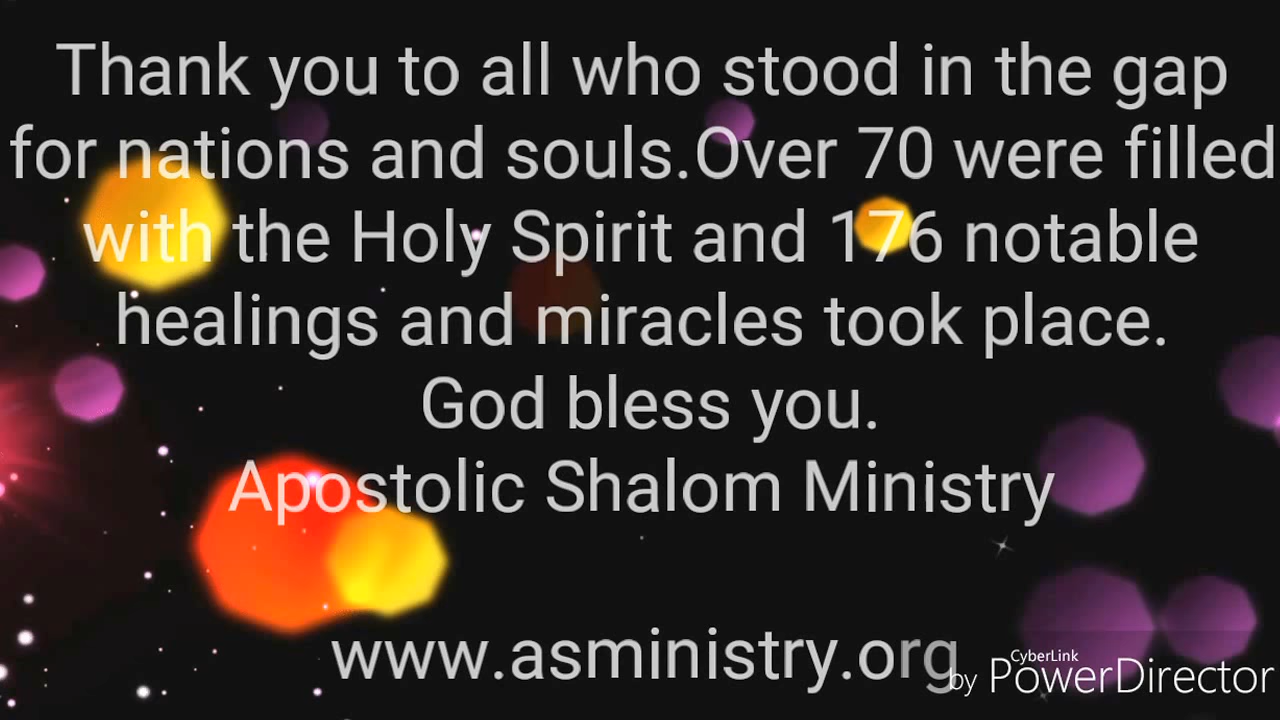 Thank you to all who stood in the gap
for nations and souls.Over 70 were filled
with the Holy Spirit and 176 notable
healings and miracles took place.
God bless you.
Apostolic Shalom Ministry
www.asministry.org
CyberLink
by PowerDirector